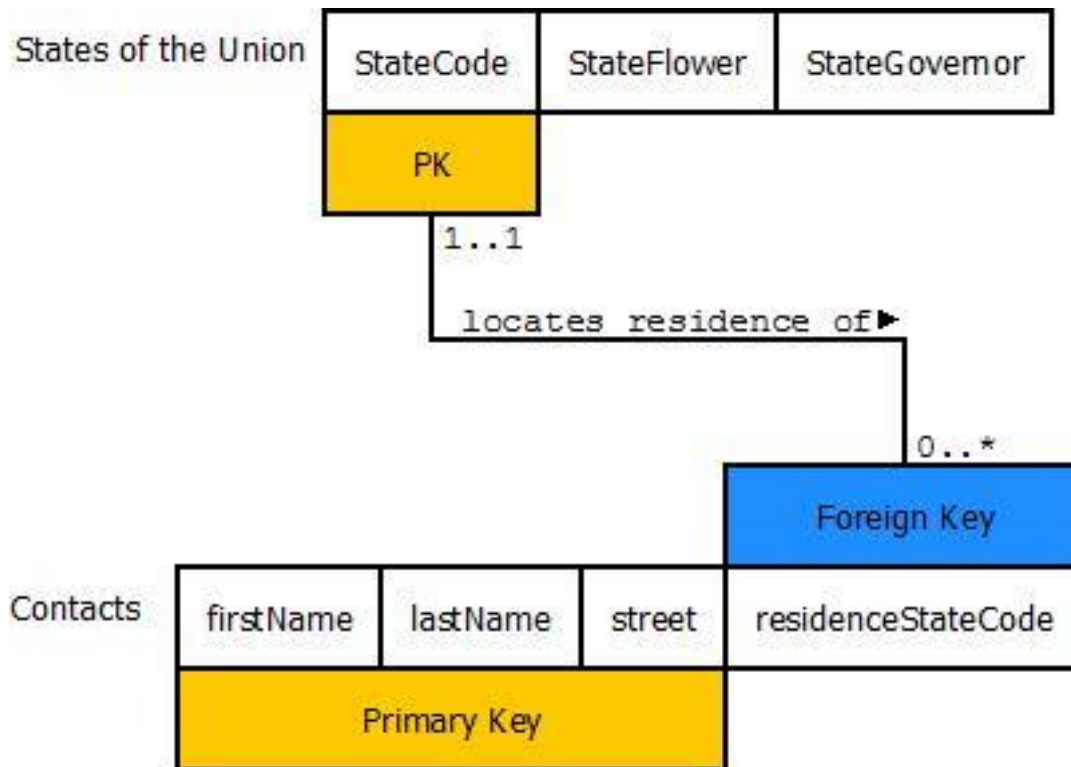 States of the Union
StateCode
StateFlower
StateGovernor
PK
1..1
locates residence of
0..*
Foreign Key
Contacts
firstName
lastName
street
residenceStateCode
Primary Key